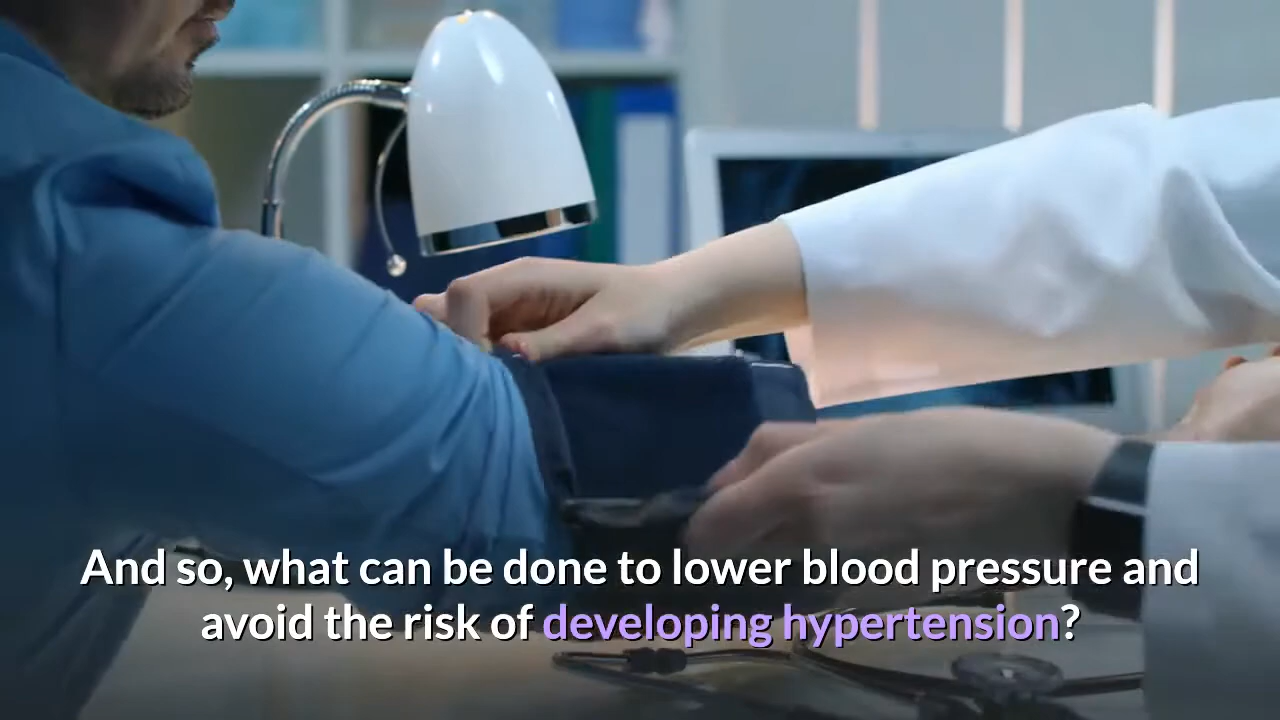 And so, what can be done to lower blood pressure and
avoid the risk of developing hypertension?